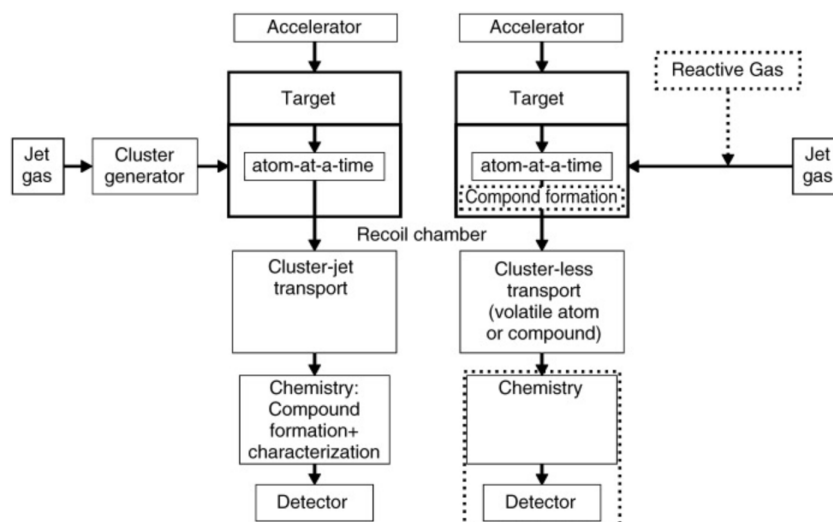 Accelerator
Accelerator
Reactive Gas
Target
Target
Jet
gas
Cluster
generator
atom-at-a-time
atom-at-a-time
Jet
gas
Compond formation
Recoil chamber
Cluster-jet
transport
Cluster-less
transport
(volatile atom
or compound)
Chemistry:
Compound
formation+
characterization
Chemistry
Detector
Detector